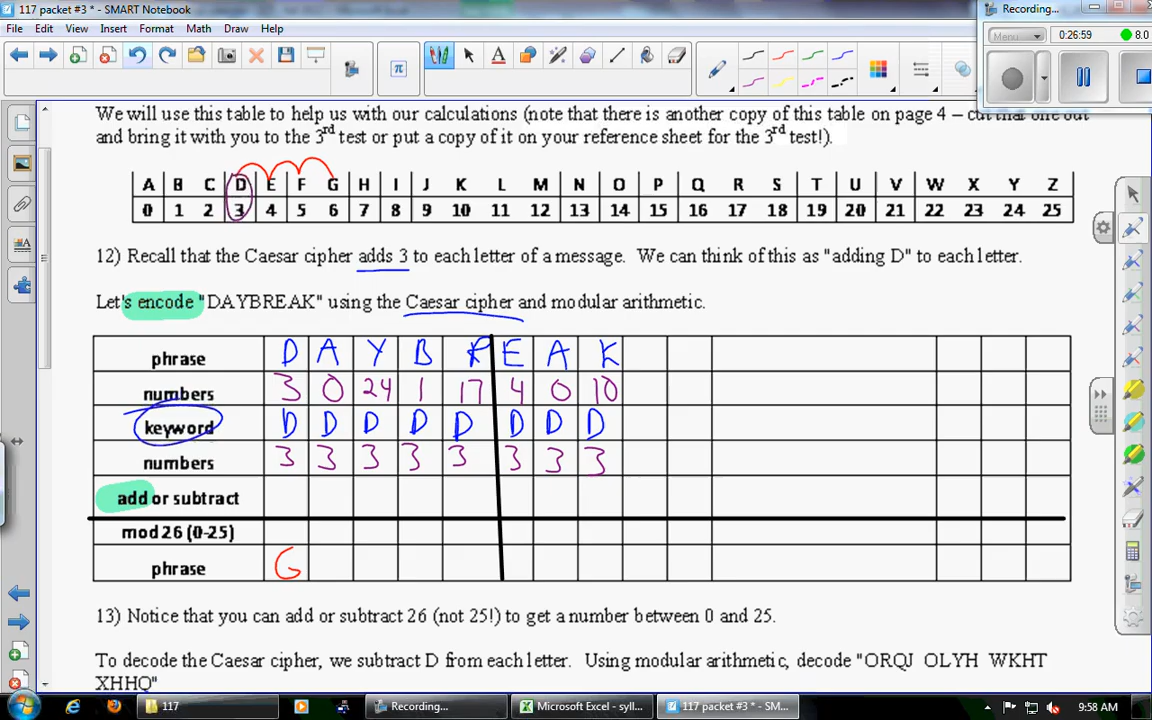 117 packet #3 * - SMART Notebook
Recording...
File Edit View Insert Format Math Draw Help
Menu 0:26:59 8.0
We will use this table to help us with our calculations (note that there is another copy of this table on page 4 – cut that one out
and bring it with you to the 3rd test or put a copy of it on your reference sheet for the 3rd test!).
A B C D E F G H I J K L M N O P Q R S T U V W X Y Z
0 1 2 3 4 5 6 7 8 9 10 11 12 13 14 15 16 17 18 19 20 21 22 23 24 25
12) Recall that the Caesar cipher adds 3 to each letter of a message. We can think of this as "adding D" to each letter.
Let's encode "DAYBREAK" using the Caesar cipher and modular arithmetic.
phrase D A Y B R E A K
numbers 3 0 24 1 17 4 0 10
keyword D D D D D D D D
numbers 3 3 3 3 3 3 3 3
add or subtract
mod 26 (0-25)
phrase G
13) Notice that you can add or subtract 26 (not 25!) to get a number between 0 and 25.
To decode the Caesar cipher, we subtract D from each letter. Using modular arithmetic, decode "ORQJ OLYH WKHT
XHHQ"
117 Recording... Microsoft Excel - syll... 117 packet #3 * - SM... 9:58 AM